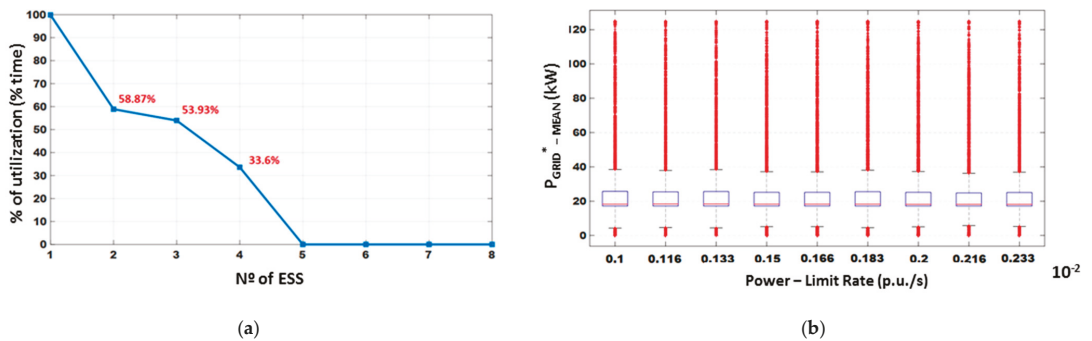 100
90
80
70
60
50
40
30
20
10
0
% of utilization (% time)
58.87%
53.93%
33.6%
1 2 3 4 5 6 7 8
Nº of ESS
(a)
120
100
80
60
40
20
0
P_GRID* – MEAN (kW)
0.1 0.116 0.133 0.15 0.166 0.183 0.2 0.216 0.233
10⁻²
Power – Limit Rate (p.u./s)
(b)